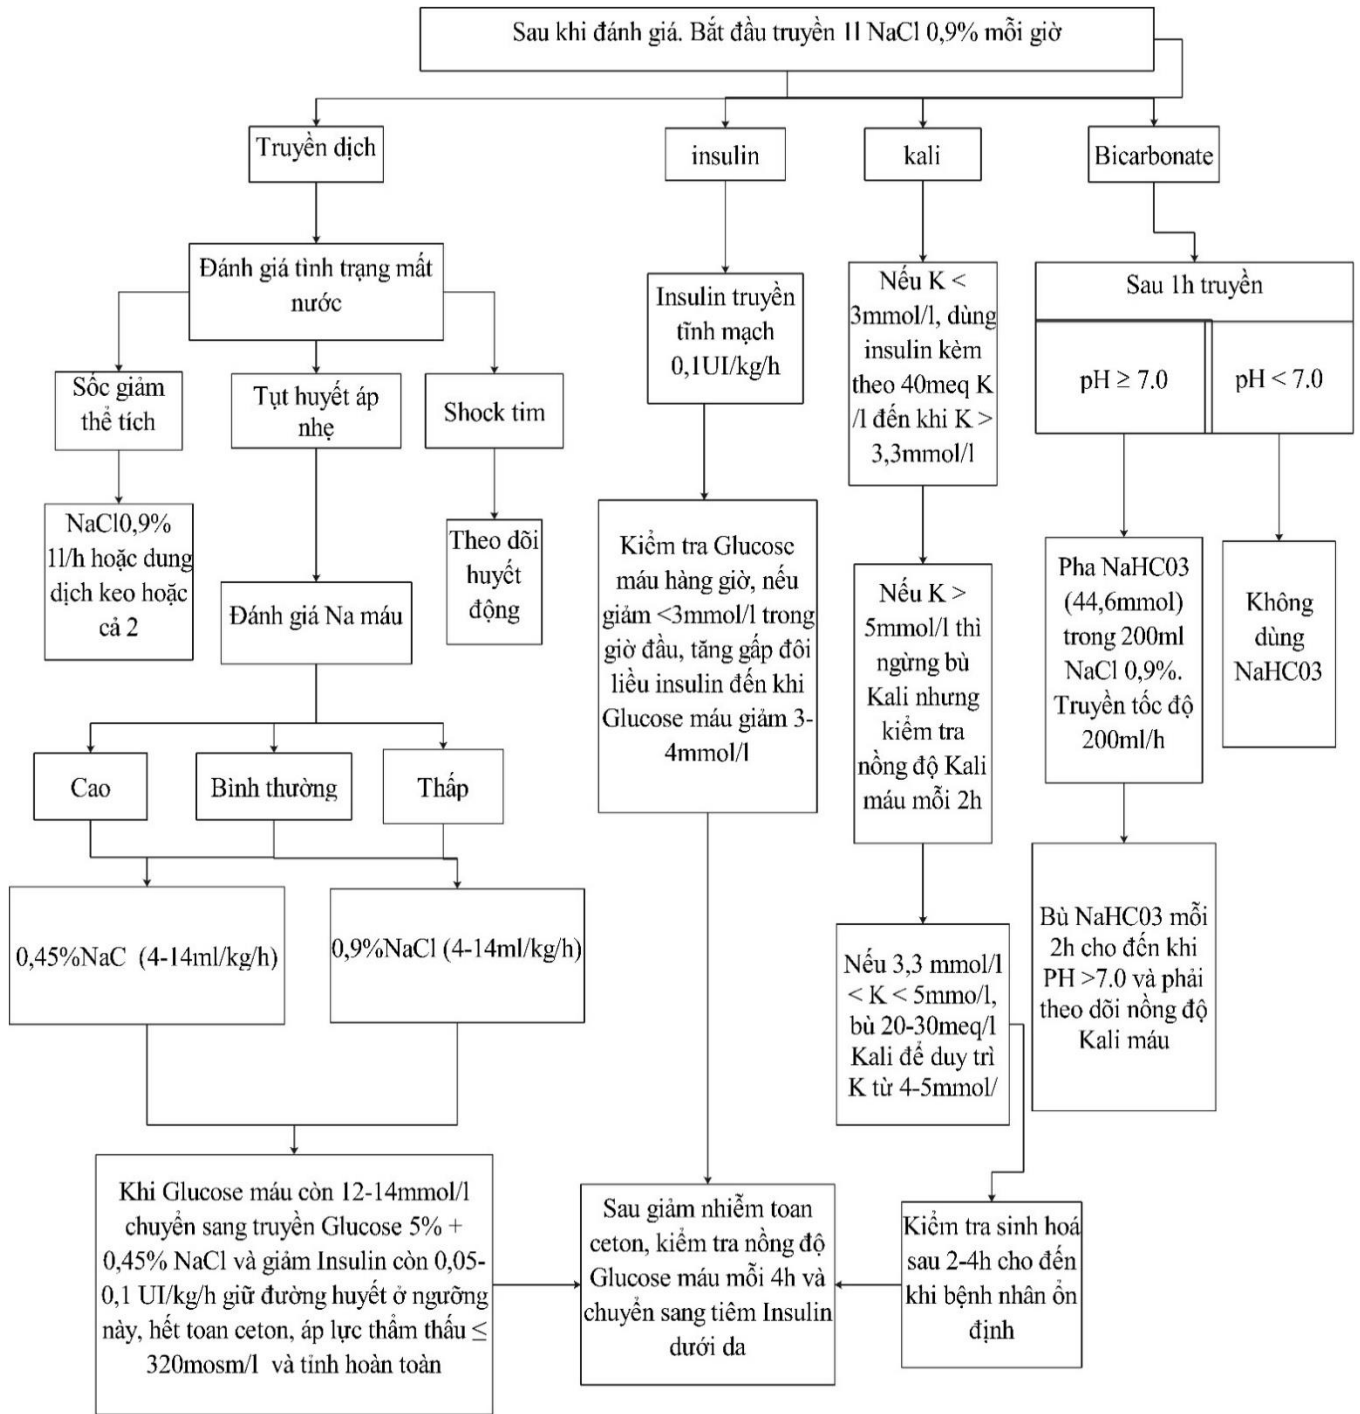 Sau khi đánh giá. Bắt đầu truyền 1l NaCl 0,9% mỗi giờ
Truyền dịch
insulin
kali
Bicarbonate
Đánh giá tình trạng mất
nước
Sốc giảm
thể tích
Tụt huyết áp
nhẹ
Shock tim
NaCl0,9%
1l/h hoặc dung
dịch keo hoặc
cả 2
Đánh giá Na máu
Theo dõi
huyết
động
Cao
Bình thường
Thấp
0,45%NaC (4-14ml/kg/h)
0,9%NaCl (4-14ml/kg/h)
Khi Glucose máu còn 12-14mmol/l
chuyển sang truyền Glucose 5% +
0,45% NaCl và giảm Insulin còn 0,05-
0,1 UI/kg/h giữ đường huyết ở ngưỡng
này, hết toan ceton, áp lực thẩm thấu ≤
320mosm/l và tỉnh hoàn toàn
Insulin truyền
tĩnh mạch
0,1UI/kg/h
Kiểm tra Glucose
máu hàng giờ, nếu
giảm <3mmol/l trong
giờ đầu, tăng gấp đôi
liều insulin đến khi
Glucose máu giảm 3-
4mmol/l
Sau giảm nhiễm toan
ceton, kiểm tra nồng độ
Glucose máu mỗi 4h và
chuyển sang tiêm Insulin
dưới da
Nếu K <
3mmol/l, dùng
insulin kèm
theo 40meq K
/l đến khi K >
3,3mmol/l
Nếu K >
5mmol/l thì
ngừng bù
Kali nhưng
kiểm tra
nồng độ Kali
máu mỗi 2h
Nếu 3,3 mmol/l
< K < 5mmo/l,
bù 20-30meq/l
Kali để duy trì
K từ 4-5mmol/
Kiểm tra sinh hoá
sau 2-4h cho đến
khi bệnh nhân ổn
định
Sau 1h truyền
pH ≥ 7.0
pH < 7.0
Pha NaHC03
(44,6mmol)
trong 200ml
NaCl 0,9%.
Truyền tốc độ
200ml/h
Không
dùng
NaHC03
Bù NaHC03 mỗi
2h cho đến khi
PH >7.0 và phải
theo dõi nồng độ
Kali máu